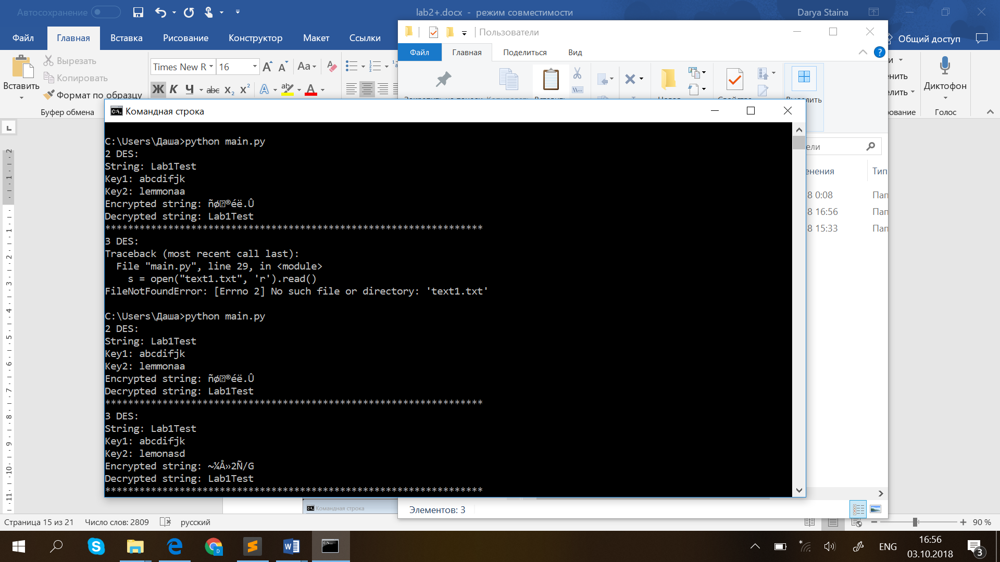 Автосохранение
lab2+.docx - режим совместимости
Darya Staina
Файл
Главная
Вставка
Рисование
Конструктор
Макет
Ссылки
Общий доступ
Пользователи
Файл
Главная
Поделиться
Вид
Вставить
Вырезать
Копировать
Формат по образцу
Буфер обмена
Times New R
16
Диктофон
Голос
Командная строка
C:\Users\Даша>python main.py
2 DES:
String: Lab1Test
Key1: abcdifjk
Key2: lemmonaa
Encrypted string: ñø⍰®éë.Û
Decrypted string: Lab1Test
******************************************************************
3 DES:
Traceback (most recent call last):
File "main.py", line 29, in <module>
s = open("text1.txt", 'r').read()
FileNotFoundError: [Errno 2] No such file or directory: 'text1.txt'
C:\Users\Даша>python main.py
2 DES:
String: Lab1Test
Key1: abcdifjk
Key2: lemmonaa
Encrypted string: ñø⍰®éë.Û
Decrypted string: Lab1Test
******************************************************************
3 DES:
String: Lab1Test
Key1: abcdifjk
Key2: lemonasd
Encrypted string: ~¼Å»2Ñ/G
Decrypted string: Lab1Test
******************************************************************
ели
енения
Тип
8 0:08
Пап
8 16:56
Пап
8 15:33
Пап
Командная строка
Элементов: 3
Страница 15 из 21
Число слов: 2809
русский
90 %
ENG
16:56
03.10.2018
3